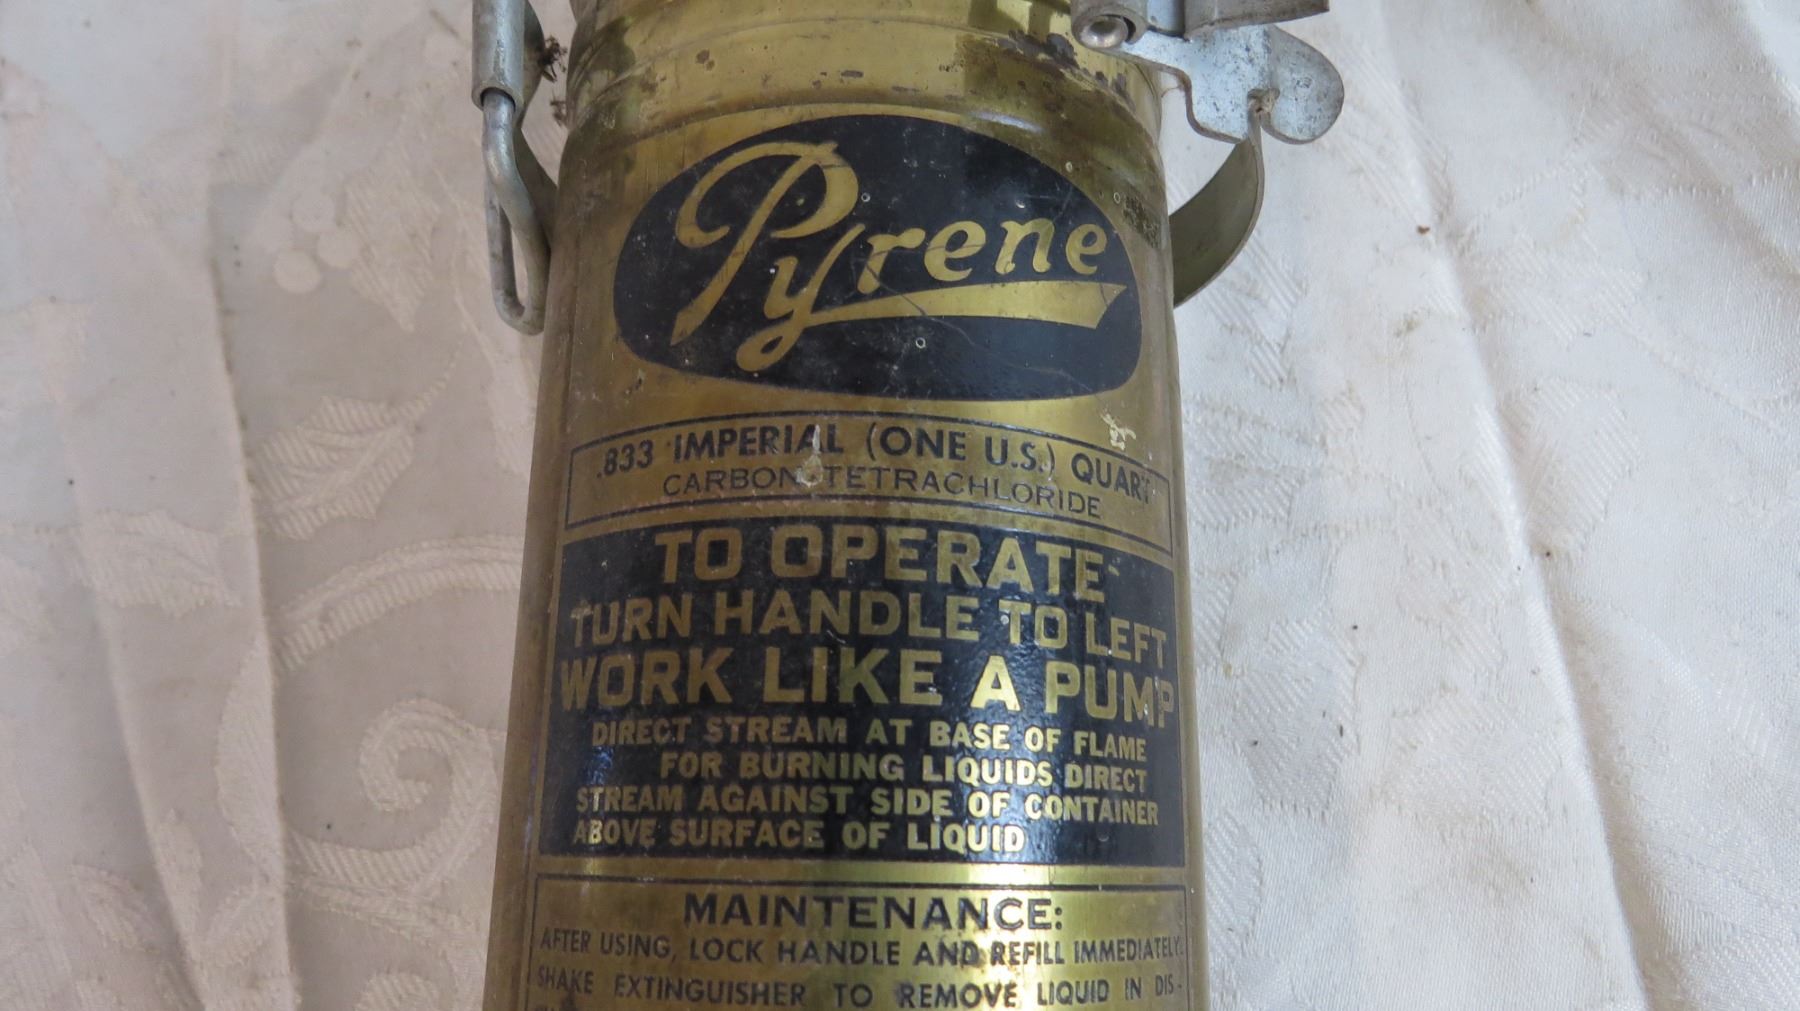 Pyrene
.833 IMPERIAL (ONE U.S.) QUART
CARBON TETRACHLORIDE
TO OPERATE-
TURN HANDLE TO LEFT
WORK LIKE A PUMP
DIRECT STREAM AT BASE OF FLAME
FOR BURNING LIQUIDS DIRECT
STREAM AGAINST SIDE OF CONTAINER
ABOVE SURFACE OF LIQUID
MAINTENANCE:
AFTER USING, LOCK HANDLE AND REFILL IMMEDIATELY.
SHAKE EXTINGUISHER TO REMOVE LIQUID IN DIS-